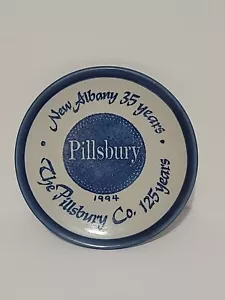 • New Albany 35 years •
Pillsbury
1994
The Pillsbury Co. 125 years